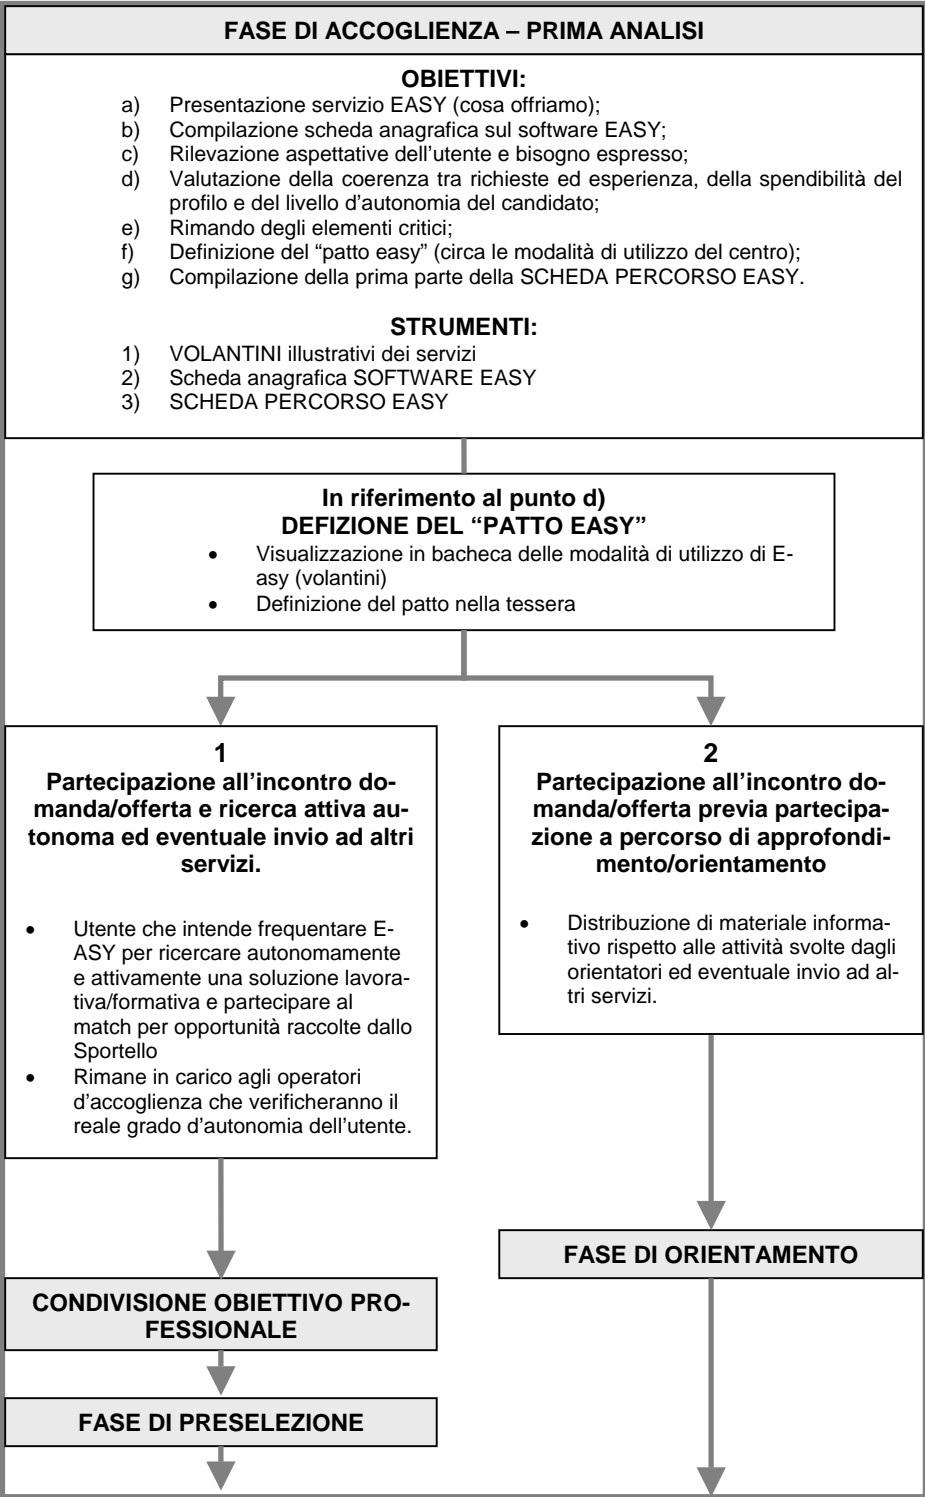 FASE DI ACCOGLIENZA – PRIMA ANALISI
OBIETTIVI:
a) Presentazione servizio EASY (cosa offriamo);
b) Compilazione scheda anagrafica sul software EASY;
c) Rilevazione aspettative dell’utente e bisogno espresso;
d) Valutazione della coerenza tra richieste ed esperienza, della spendibilità del
profilo e del livello d’autonomia del candidato;
e) Rimando degli elementi critici;
f) Definizione del “patto easy” (circa le modalità di utilizzo del centro);
g) Compilazione della prima parte della SCHEDA PERCORSO EASY.
STRUMENTI:
1) VOLANTINI illustrativi dei servizi
2) Scheda anagrafica SOFTWARE EASY
3) SCHEDA PERCORSO EASY
In riferimento al punto d)
DEFIZIONE DEL “PATTO EASY”
• Visualizzazione in bacheca delle modalità di utilizzo di E-
asy (volantini)
• Definizione del patto nella tessera
1
Partecipazione all’incontro do-
manda/offerta e ricerca attiva au-
tonoma ed eventuale invio ad altri
servizi.
• Utente che intende frequentare E-
ASY per ricercare autonomamente
e attivamente una soluzione lavora-
tiva/formativa e partecipare al
match per opportunità raccolte dallo
Sportello
• Rimane in carico agli operatori
d’accoglienza che verificheranno il
reale grado d’autonomia dell’utente.
2
Partecipazione all’incontro do-
manda/offerta previa partecipa-
zione a percorso di approfondi-
mento/orientamento
• Distribuzione di materiale informa-
tivo rispetto alle attività svolte dagli
orientatori ed eventuale invio ad al-
tri servizi.
FASE DI ORIENTAMENTO
CONDIVISIONE OBIETTIVO PRO-
FESSIONALE
FASE DI PRESELEZIONE